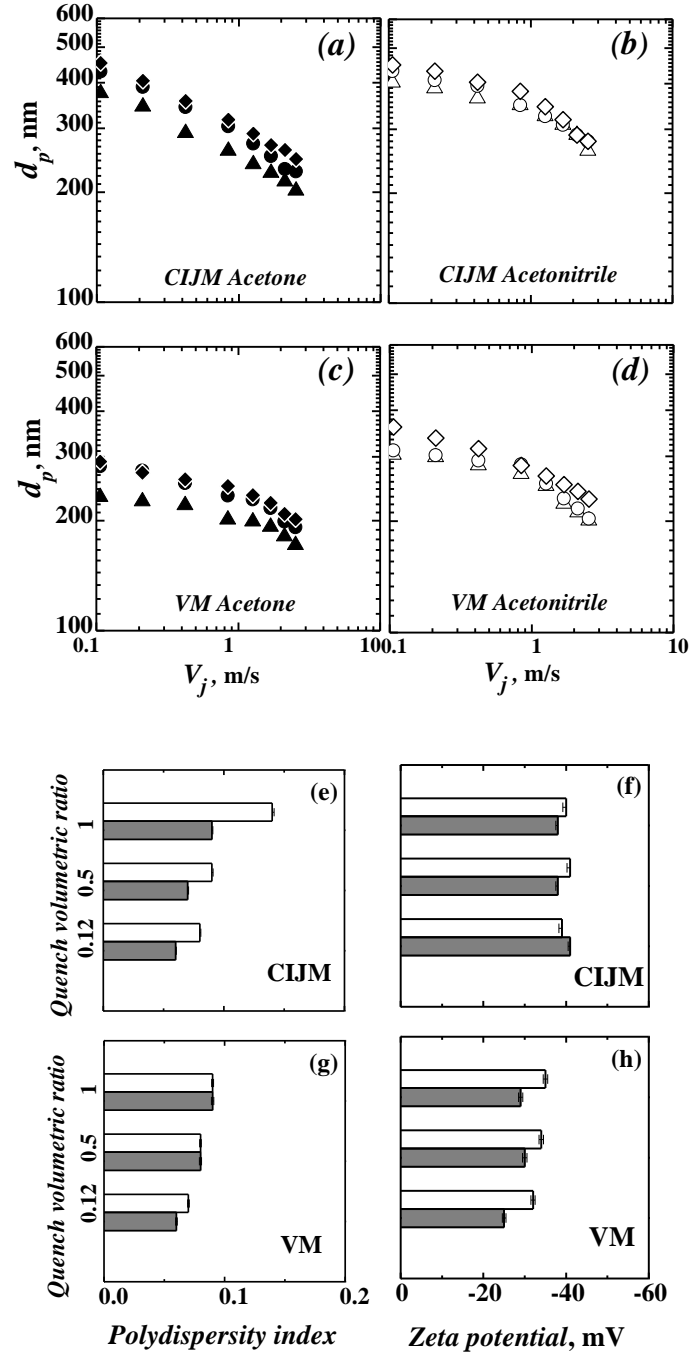 600
500
400
300
200
100
d_p, nm
(a)
CIJM Acetone
(b)
CIJM Acetonitrile
600
500
400
300
200
100
d_p, nm
(c)
VM Acetone
(d)
VM Acetonitrile
0.1 1 100
V_j, m/s
0.1 1 10
V_j, m/s
Quench volumetric ratio
1
0.5
0.12
(e)
CIJM
(f)
CIJM
Quench volumetric ratio
1
0.5
0.12
(g)
VM
(h)
VM
0.0 0.1 0.2
Polydispersity index
0 -20 -40 -60
Zeta potential, mV